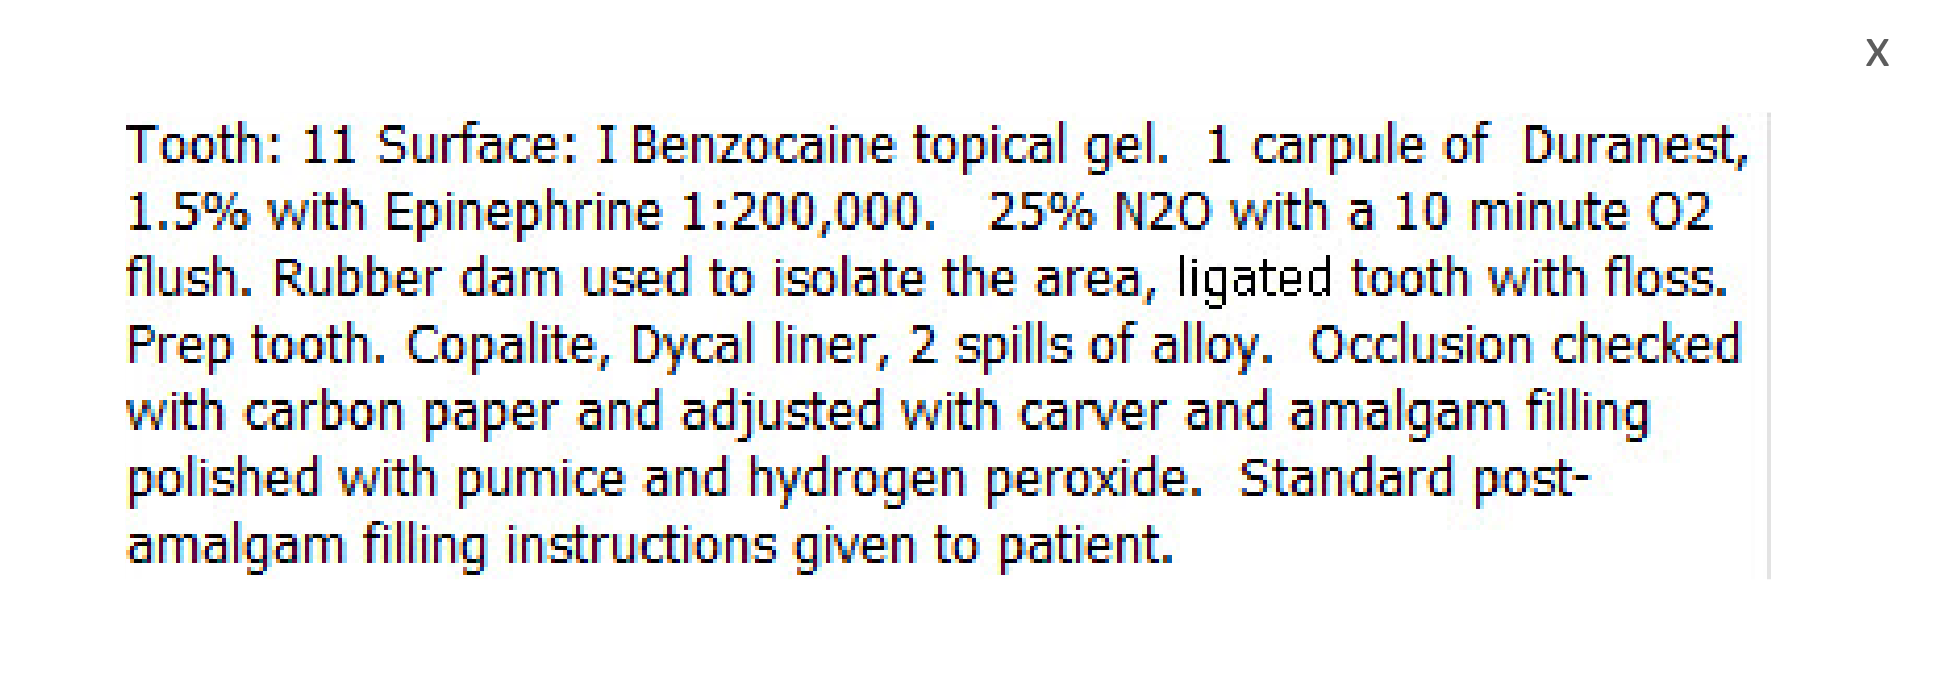 X
Tooth: 11 Surface: I Benzocaine topical gel.  1 carpule of  Duranest,
1.5% with Epinephrine 1:200,000.   25% N2O with a 10 minute O2
flush. Rubber dam used to isolate the area, ligated tooth with floss.
Prep tooth. Copalite, Dycal liner, 2 spills of alloy.  Occlusion checked
with carbon paper and adjusted with carver and amalgam filling
polished with pumice and hydrogen peroxide.  Standard post-
amalgam filling instructions given to patient.